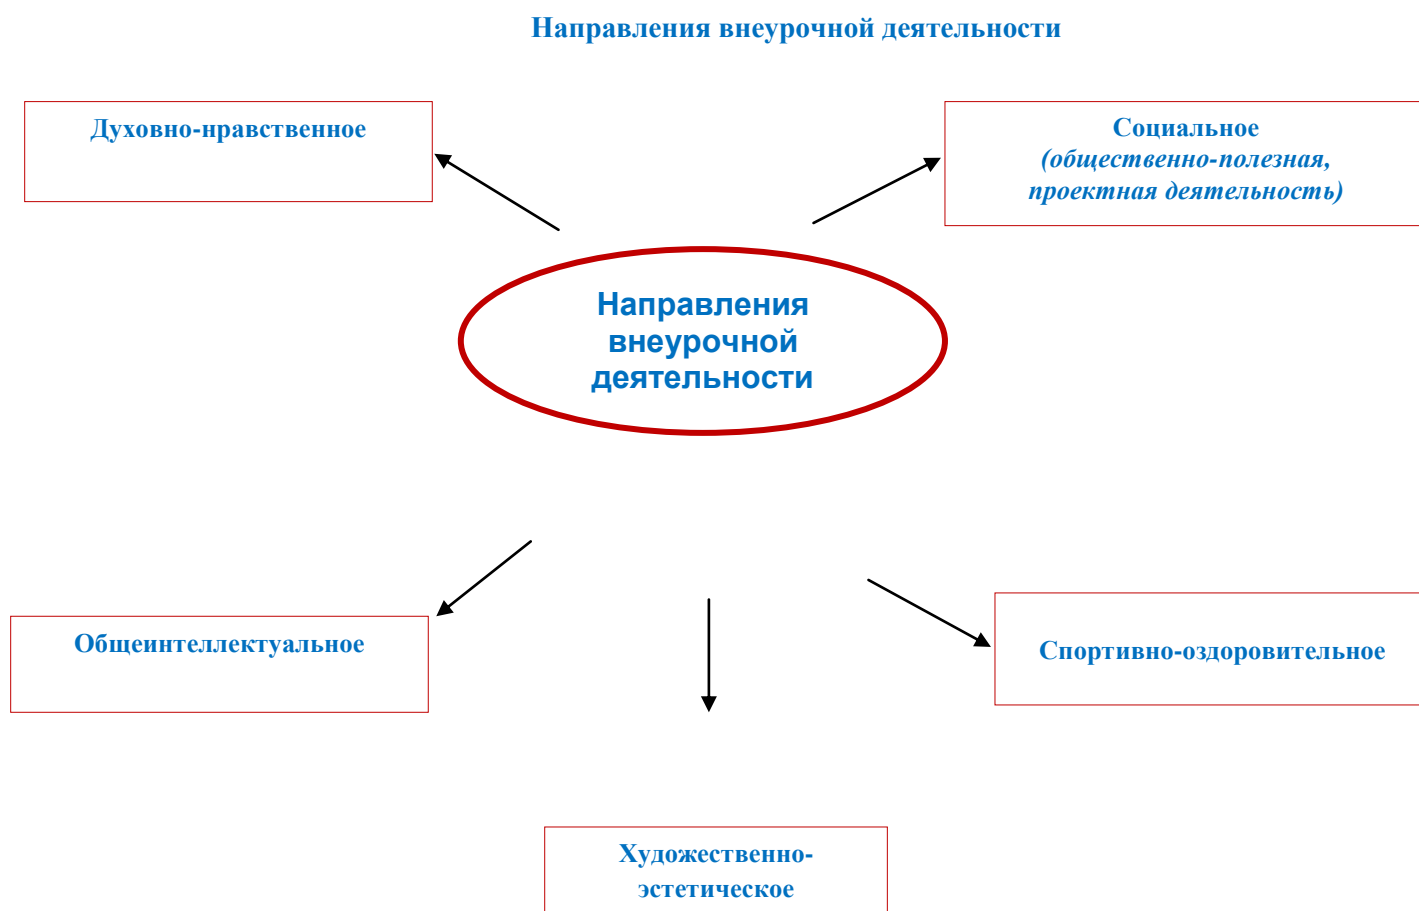 Направления внеурочной деятельности
Духовно-нравственное
Социальное
(общественно-полезная,
проектная деятельность)
Направления
внеурочной
деятельности
Общеинтеллектуальное
Спортивно-оздоровительное
Художественно-
эстетическое